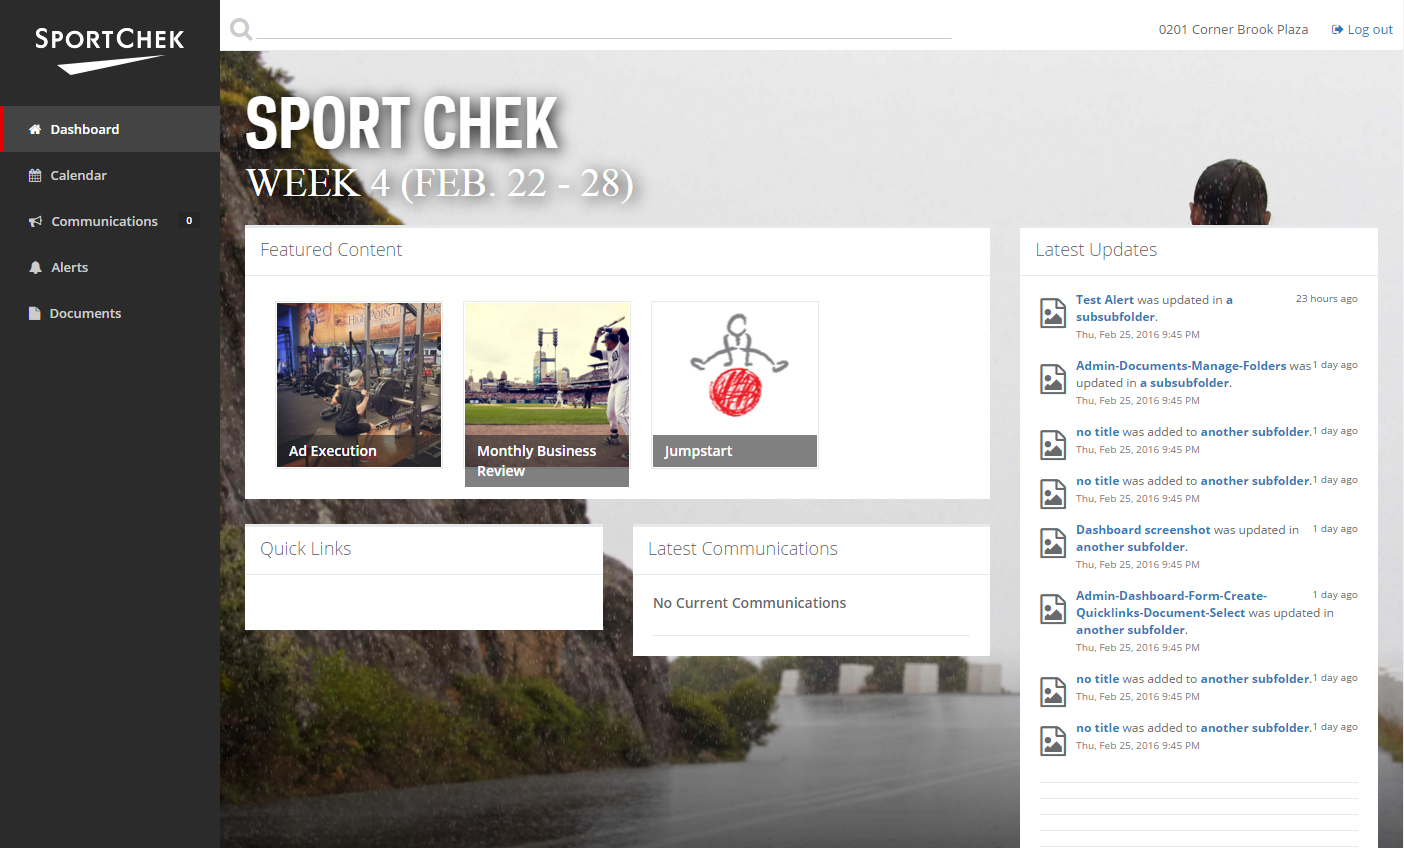 SPORTCHEK
0201 Corner Brook Plaza
Log out
Dashboard
Calendar
Communications 0
Alerts
Documents
SPORT CHEK
WEEK 4 (FEB. 22 - 28)
Featured Content
Ad Execution
Monthly Business
Review
Jumpstart
Quick Links
Latest Communications
No Current Communications
Latest Updates
Test Alert was updated in a 23 hours ago
subsubfolder.
Thu, Feb 25, 2016 9:45 PM
Admin-Documents-Manage-Folders was 1 day ago
updated in a subsubfolder.
Thu, Feb 25, 2016 9:45 PM
no title was added to another subfolder. 1 day ago
Thu, Feb 25, 2016 9:45 PM
no title was added to another subfolder. 1 day ago
Thu, Feb 25, 2016 9:45 PM
Dashboard screenshot was updated in 1 day ago
another subfolder.
Thu, Feb 25, 2016 9:45 PM
Admin-Dashboard-Form-Create- 1 day ago
Quicklinks-Document-Select was updated in
another subfolder.
Thu, Feb 25, 2016 9:45 PM
no title was added to another subfolder. 1 day ago
Thu, Feb 25, 2016 9:45 PM
no title was added to another subfolder. 1 day ago
Thu, Feb 25, 2016 9:45 PM